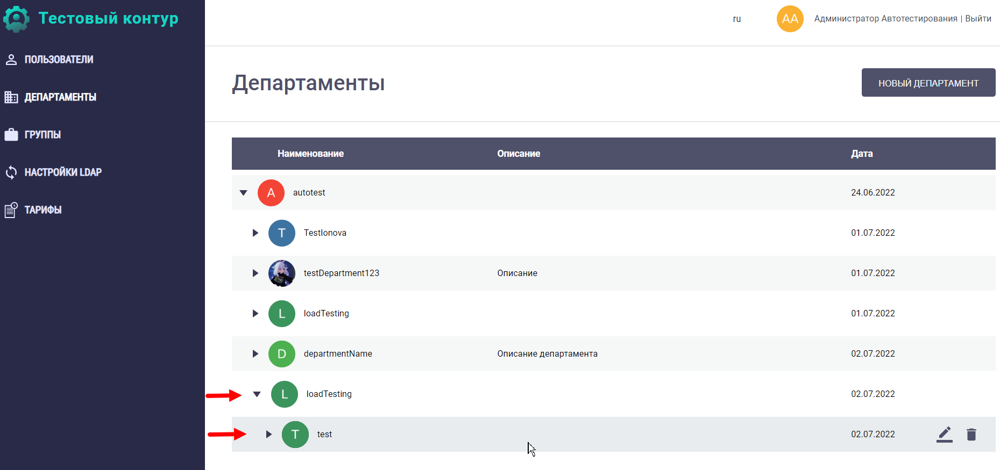 Тестовый контур
ru
AA
Администратор Автотестирования | Выйти
ПОЛЬЗОВАТЕЛИ
ДЕПАРТАМЕНТЫ
ГРУППЫ
НАСТРОЙКИ LDAP
ТАРИФЫ
Департаменты
НОВЫЙ ДЕПАРТАМЕНТ
Наименование Описание Дата
A autotest 24.06.2022
T TestIonova 01.07.2022
testDepartment123 Описание 01.07.2022
L loadTesting 01.07.2022
D departmentName Описание департамента 02.07.2022
L loadTesting 02.07.2022
T test 02.07.2022